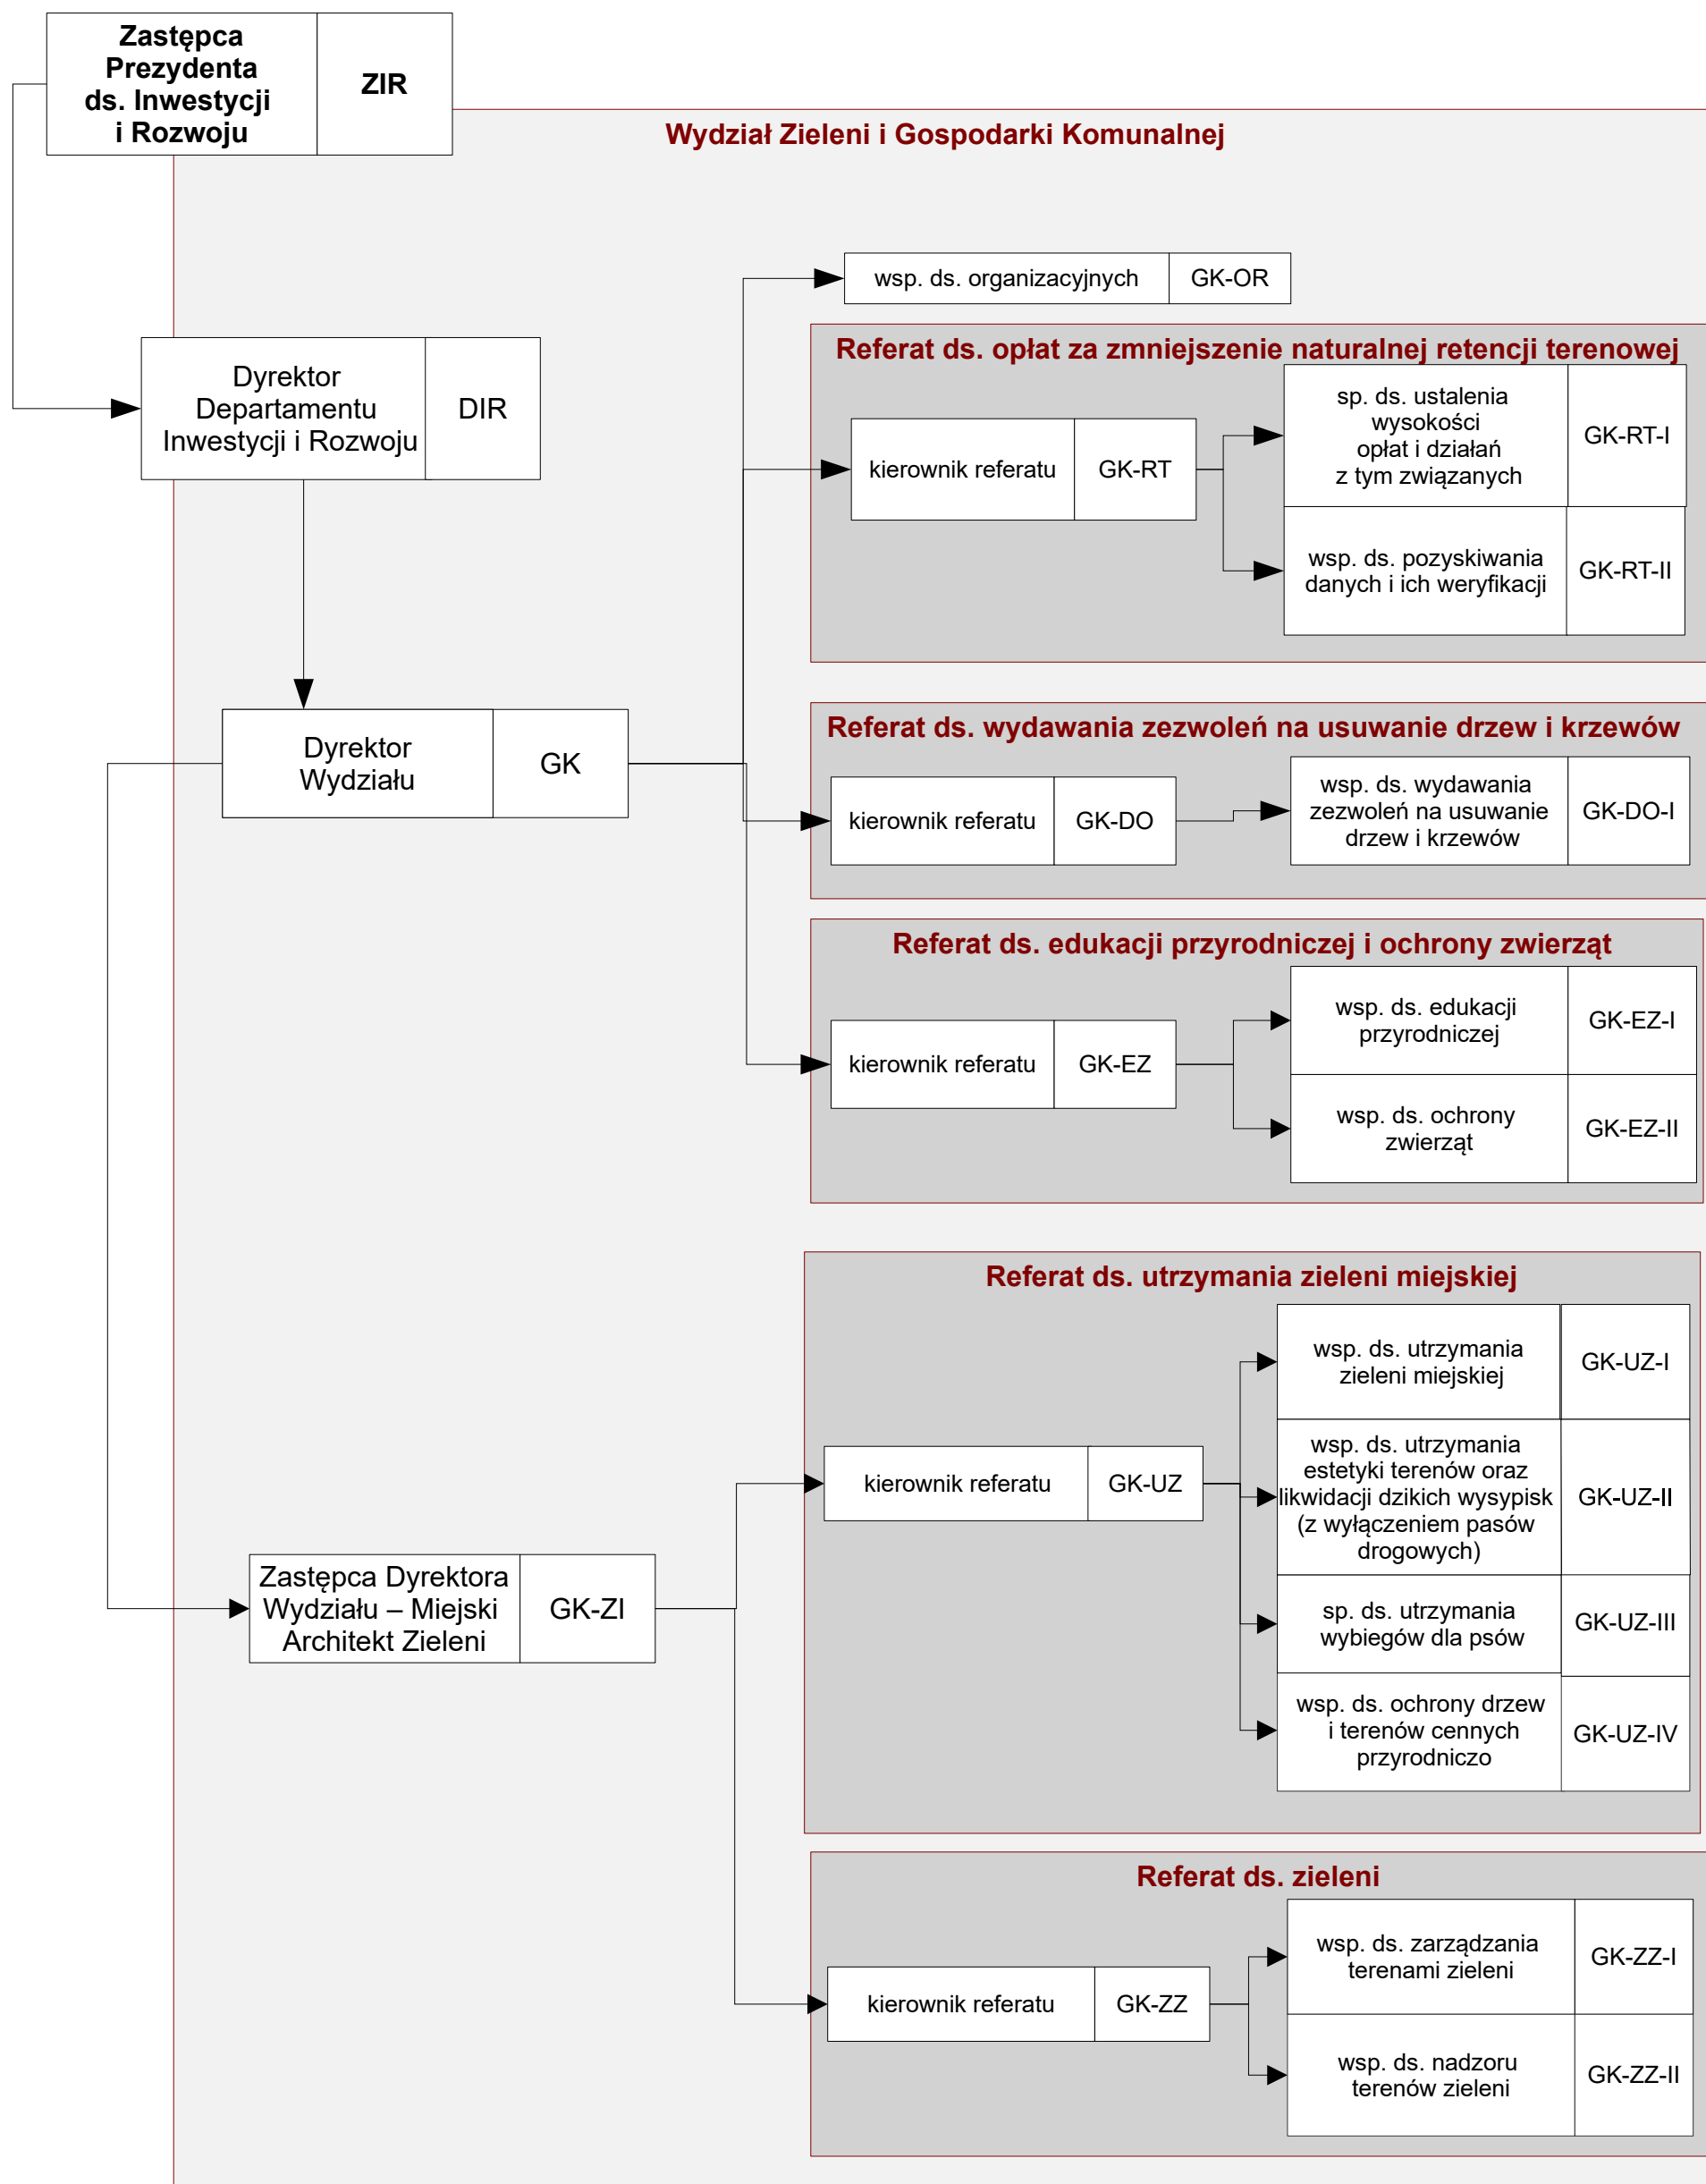 Zastępca
Prezydenta
ds. Inwestycji
i Rozwoju
ZIR
Wydział Zieleni i Gospodarki Komunalnej
wsp. ds. organizacyjnych
GK-OR
Referat ds. opłat za zmniejszenie naturalnej retencji terenowej
Dyrektor
Departamentu
Inwestycji i Rozwoju
DIR
kierownik referatu
GK-RT
sp. ds. ustalenia
wysokości
opłat i działań
z tym związanych
GK-RT-I
wsp. ds. pozyskiwania
danych i ich weryfikacji
GK-RT-II
Dyrektor
Wydziału
GK
Referat ds. wydawania zezwoleń na usuwanie drzew i krzewów
kierownik referatu
GK-DO
wsp. ds. wydawania
zezwoleń na usuwanie
drzew i krzewów
GK-DO-I
Referat ds. edukacji przyrodniczej i ochrony zwierząt
kierownik referatu
GK-EZ
wsp. ds. edukacji
przyrodniczej
GK-EZ-I
wsp. ds. ochrony
zwierząt
GK-EZ-II
Referat ds. utrzymania zieleni miejskiej
kierownik referatu
GK-UZ
wsp. ds. utrzymania
zieleni miejskiej
GK-UZ-I
wsp. ds. utrzymania
estetyki terenów oraz
likwidacji dzikich wysypisk
(z wyłączeniem pasów
drogowych)
GK-UZ-II
Zastępca Dyrektora
Wydziału – Miejski
Architekt Zieleni
GK-ZI
sp. ds. utrzymania
wybiegów dla psów
GK-UZ-III
wsp. ds. ochrony drzew
i terenów cennych
przyrodniczo
GK-UZ-IV
Referat ds. zieleni
kierownik referatu
GK-ZZ
wsp. ds. zarządzania
terenami zieleni
GK-ZZ-I
wsp. ds. nadzoru
terenów zieleni
GK-ZZ-II